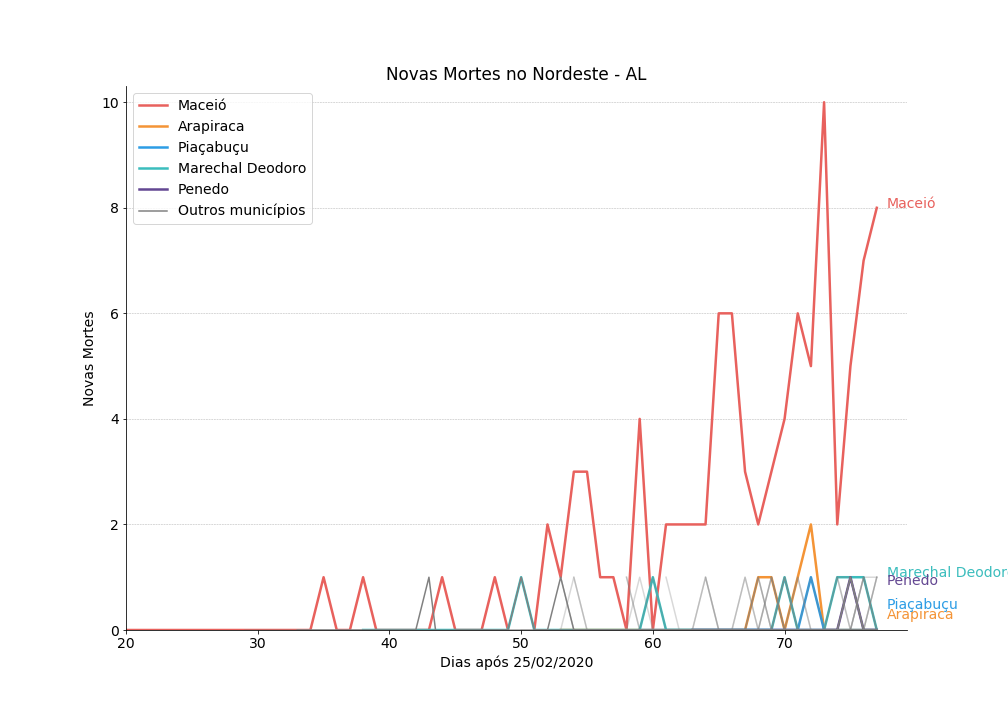 Novas Mortes no Nordeste - AL
Maceió
Arapiraca
Piaçabuçu
Marechal Deodoro
Penedo
Outros municípios
Novas Mortes
10
8
6
4
2
0
20
30
40
50
60
70
Dias após 25/02/2020
Maceió
Marechal Deodoro
Penedo
Piaçabuçu
Arapiraca